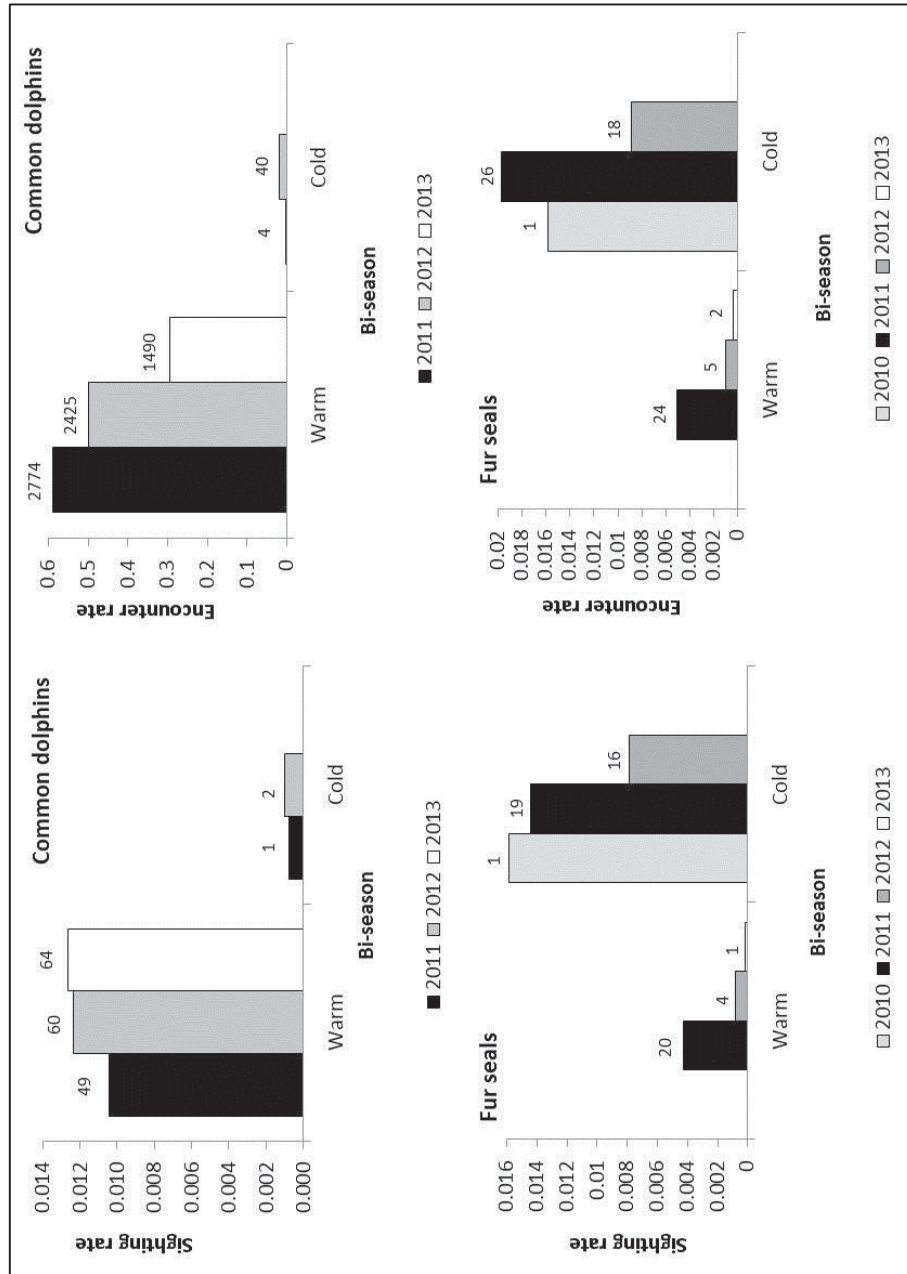 Common dolphins
Sighting rate
0.014
0.012
0.010
0.008
0.006
0.004
0.002
0.000
49
60
64
1
2
Warm
Cold
Bi-season
2011 2012 2013
Common dolphins
Encounter rate
0.6
0.5
0.4
0.3
0.2
0.1
0
2774
2425
1490
4
40
Warm
Cold
Bi-season
2011 2012 2013
Fur seals
Sighting rate
0.016
0.014
0.012
0.01
0.008
0.006
0.004
0.002
0
20
4
1
1
19
16
Warm
Cold
Bi-season
2010 2011 2012 2013
Fur seals
Encounter rate
0.02
0.018
0.016
0.014
0.012
0.01
0.008
0.006
0.004
0.002
0
24
5
2
1
26
18
Warm
Cold
Bi-season
2010 2011 2012 2013